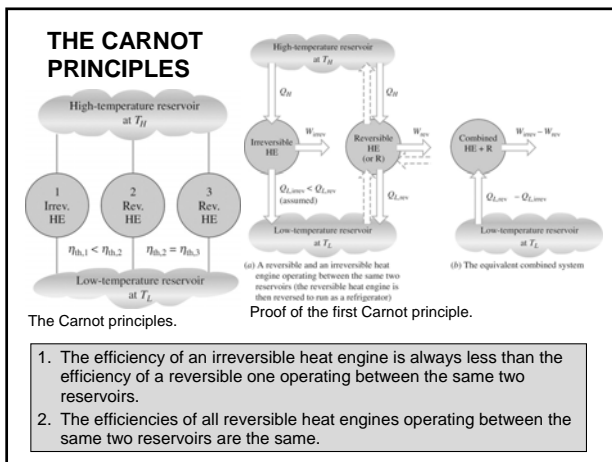 THE CARNOT
PRINCIPLES
High-temperature reservoir
at T_H
1
Irrev.
HE
2
Rev.
HE
3
Rev.
HE
η_th,1 < η_th,2
η_th,2 = η_th,3
Low-temperature reservoir
at T_L
The Carnot principles.
High-temperature reservoir
at T_H
Q_H
Q_H
Irreversible
HE
W_irrev
Reversible
HE
(or R)
W_rev
Q_L,irrev < Q_L,rev
(assumed)
Q_L,rev
Low-temperature reservoir
at T_L
(a) A reversible and an irreversible heat
engine operating between the same two
reservoirs (the reversible heat engine is
then reversed to run as a refrigerator)
Combined
HE + R
W_irrev – W_rev
Q_L,rev – Q_L,irrev
Low-temperature reservoir
at T_L
(b) The equivalent combined system
Proof of the first Carnot principle.
1. The efficiency of an irreversible heat engine is always less than the
efficiency of a reversible one operating between the same two
reservoirs.
2. The efficiencies of all reversible heat engines operating between the
same two reservoirs are the same.